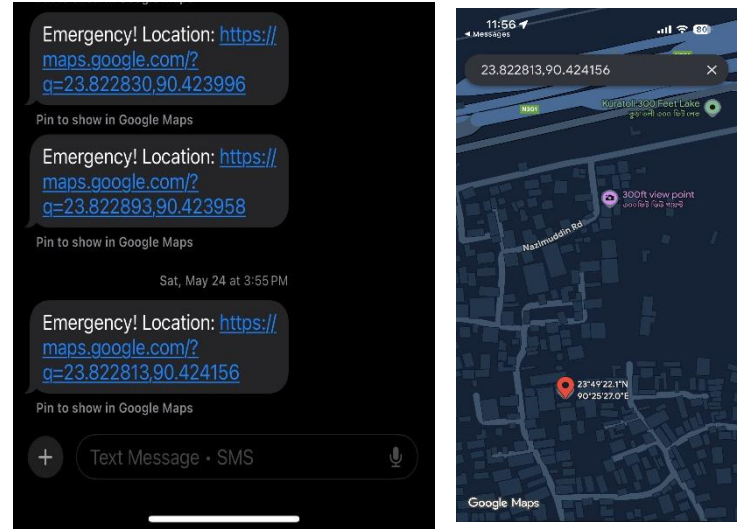 Emergency! Location: https://
maps.google.com/?
q=23.822830,90.423996
Pin to show in Google Maps
Emergency! Location: https://
maps.google.com/?
q=23.822893,90.423958
Pin to show in Google Maps
Sat, May 24 at 3:55 PM
Emergency! Location: https://
maps.google.com/?
q=23.822813,90.424156
Pin to show in Google Maps
+ Text Message • SMS
11:56
80
◀ Messages
23.822813,90.424156 ×
N301
Kuratoli 300 Feet Lake
কুড়াতলী ৩০০ ফিট লেক
300ft view point
৩০০ ফিট ভিউ পয়েন্ট
Nazimuddin Rd
23°49'22.1"N
90°25'27.0"E
Google Maps